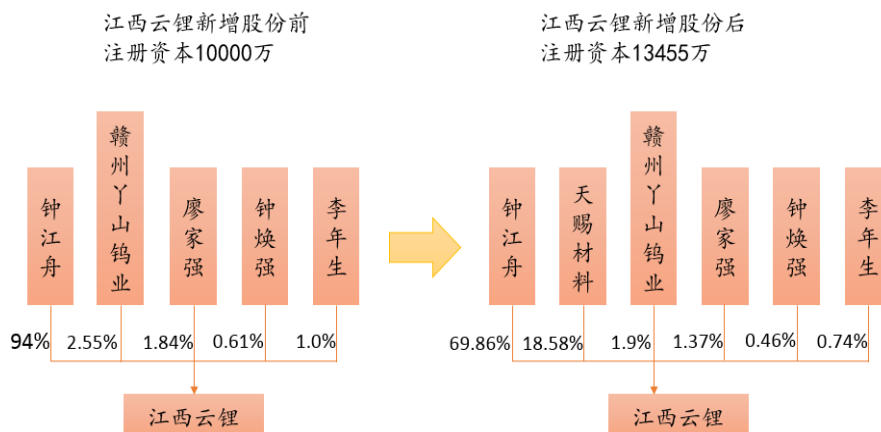 江西云锂新增股份前
注册资本10000万
江西云锂新增股份后
注册资本13455万
钟江舟
赣州丫山钨业
廖家强
钟焕强
李年生
钟江舟
天赐材料
赣州丫山钨业
廖家强
钟焕强
李年生
94%
2.55%
1.84%
0.61%
1.0%
69.86%
18.58%
1.9%
1.37%
0.46%
0.74%
江西云锂
江西云锂